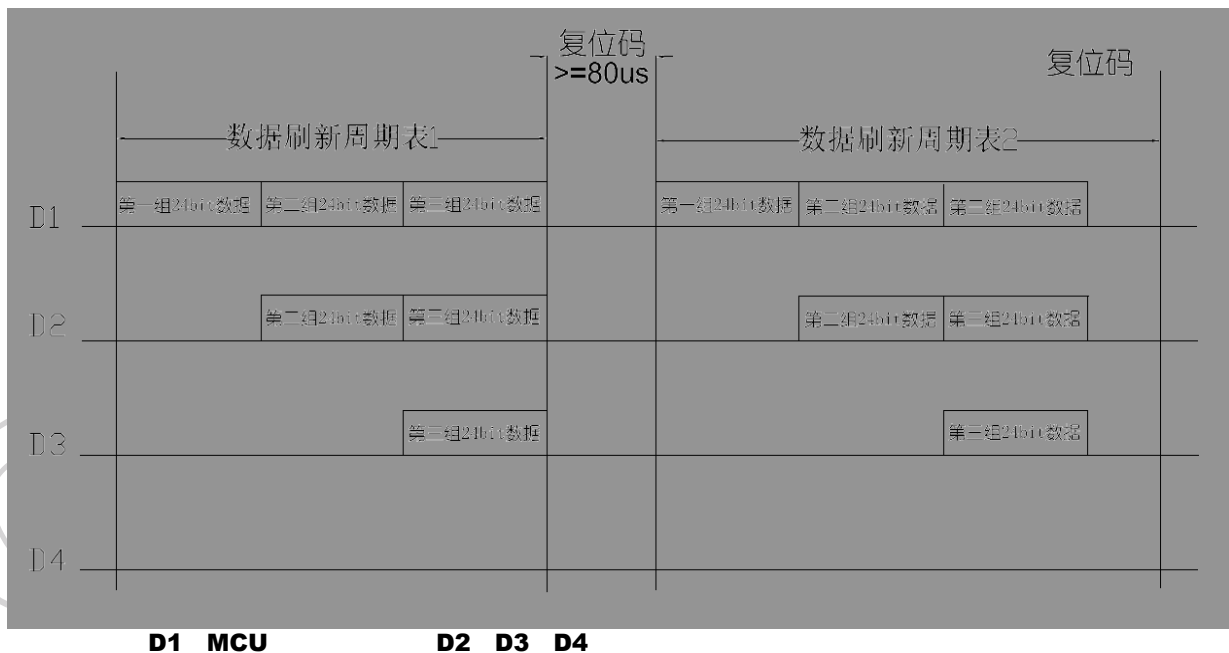 复位码
>=80us
复位码
数据刷新周期表1
数据刷新周期表2
D1
第一组24bit数据 第二组24bit数据 第三组24bit数据
第一组24bit数据 第二组24bit数据 第三组24bit数据
D2
第二组24bit数据 第三组24bit数据
第二组24bit数据 第三组24bit数据
D3
第三组24bit数据
第三组24bit数据
D4
D1 MCU D2 D3 D4